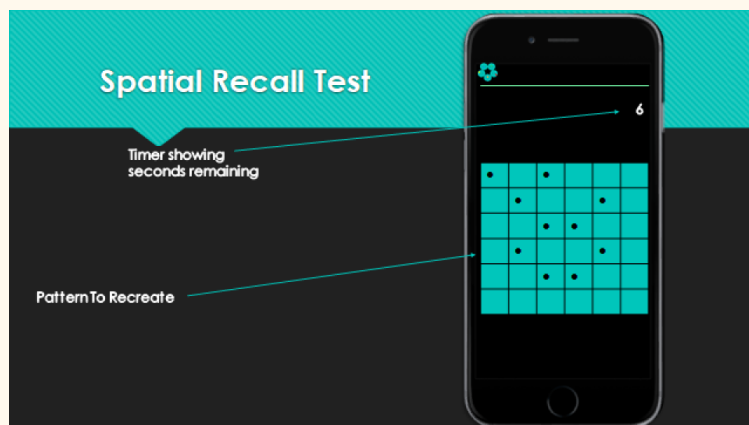 Spatial Recall Test
6
Timer showing
seconds remaining
Pattern To Recreate